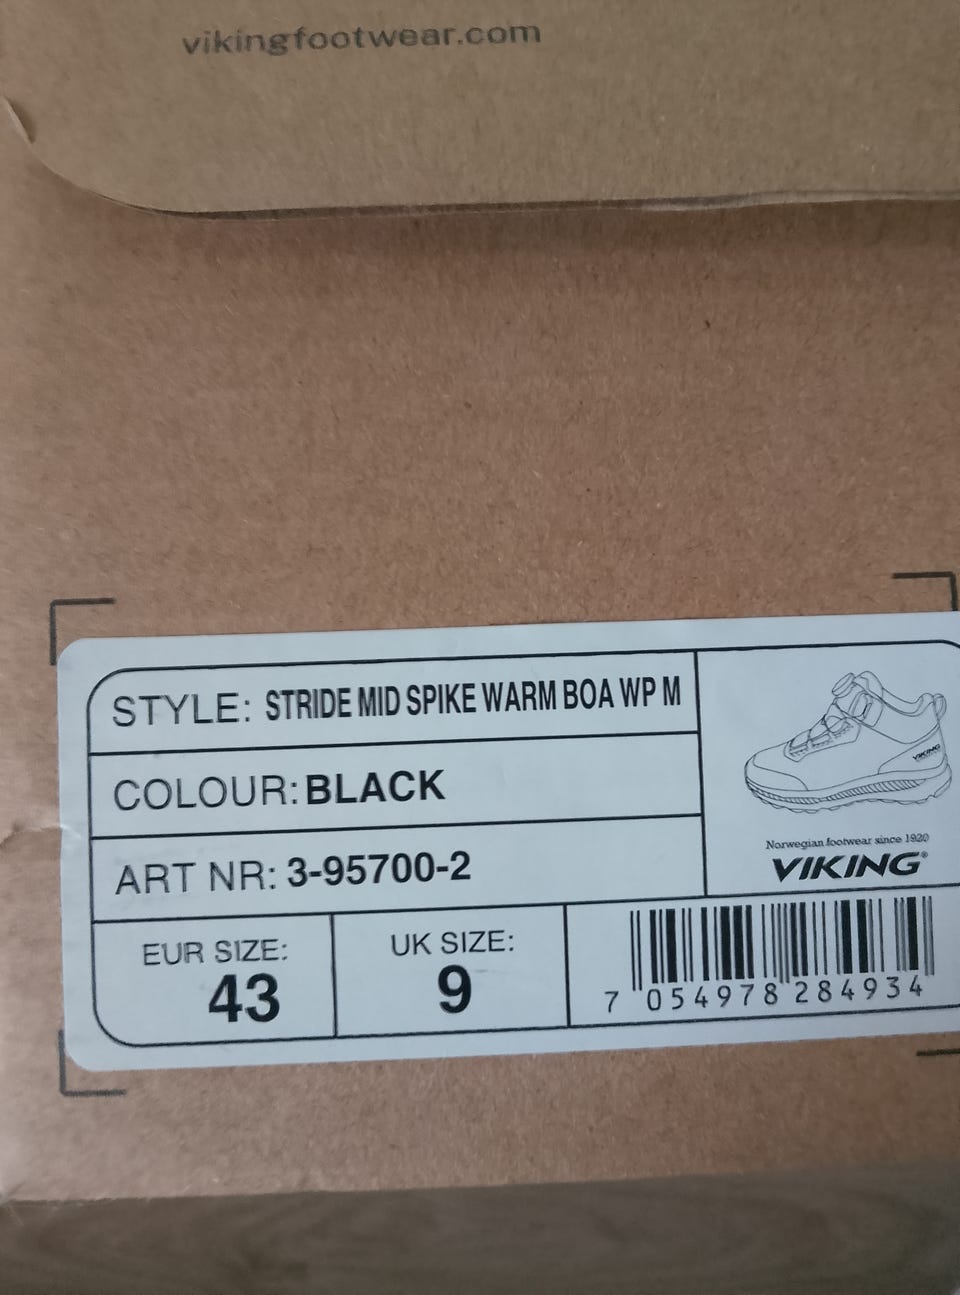 vikingfootwear.com
STYLE: STRIDE MID SPIKE WARM BOA WP M
COLOUR: BLACK
ART NR: 3-95700-2
VIKING
Norwegian footwear since 1920
VIKING®
EUR SIZE:
43
UK SIZE:
9
7 054978 284934